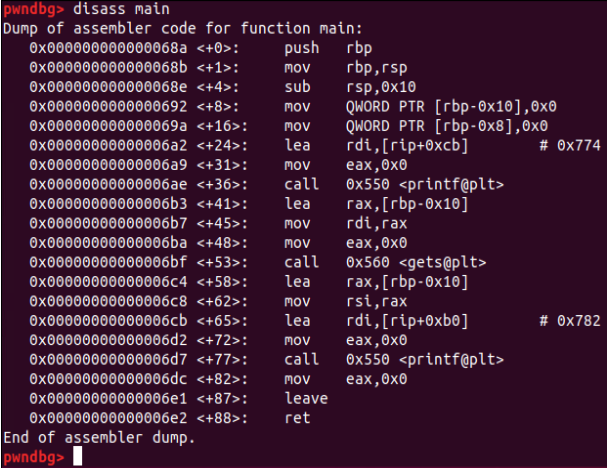 pwndbg> disass main
Dump of assembler code for function main:
   0x000000000000068a <+0>:     push   rbp
   0x000000000000068b <+1>:     mov    rbp,rsp
   0x000000000000068e <+4>:     sub    rsp,0x10
   0x0000000000000692 <+8>:     mov    QWORD PTR [rbp-0x10],0x0
   0x000000000000069a <+16>:    mov    QWORD PTR [rbp-0x8],0x0
   0x00000000000006a2 <+24>:    lea    rdi,[rip+0xcb]        # 0x774
   0x00000000000006a9 <+31>:    mov    eax,0x0
   0x00000000000006ae <+36>:    call   0x550 <printf@plt>
   0x00000000000006b3 <+41>:    lea    rax,[rbp-0x10]
   0x00000000000006b7 <+45>:    mov    rdi,rax
   0x00000000000006ba <+48>:    mov    eax,0x0
   0x00000000000006bf <+53>:    call   0x560 <gets@plt>
   0x00000000000006c4 <+58>:    lea    rax,[rbp-0x10]
   0x00000000000006c8 <+62>:    mov    rsi,rax
   0x00000000000006cb <+65>:    lea    rdi,[rip+0xb0]        # 0x782
   0x00000000000006d2 <+72>:    mov    eax,0x0
   0x00000000000006d7 <+77>:    call   0x550 <printf@plt>
   0x00000000000006dc <+82>:    mov    eax,0x0
   0x00000000000006e1 <+87>:    leave
   0x00000000000006e2 <+88>:    ret
End of assembler dump.
pwndbg>